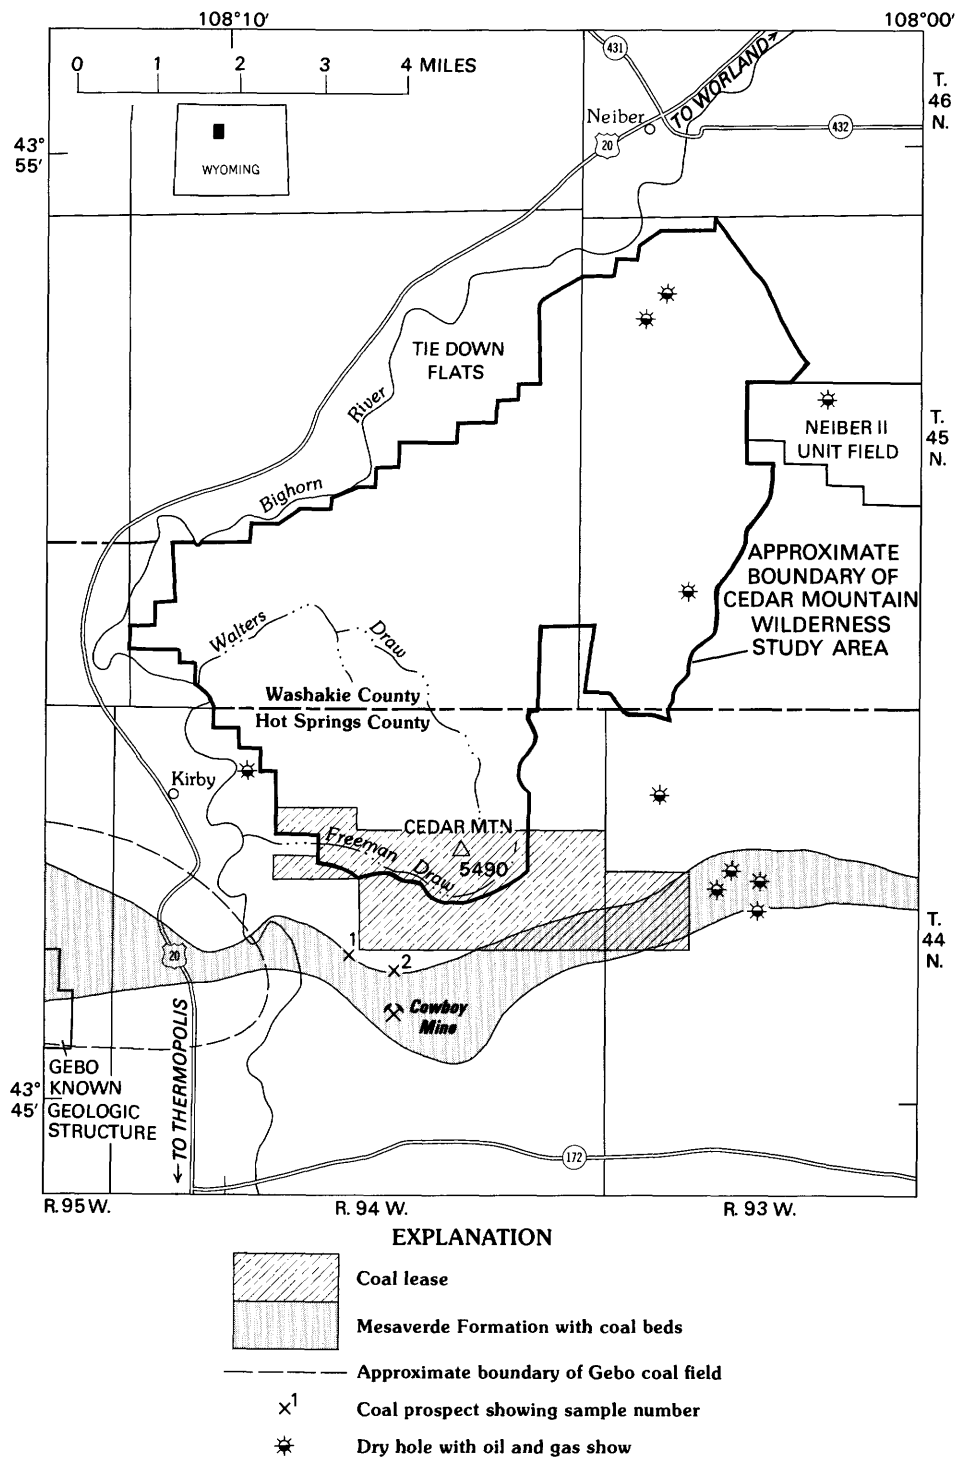 108°10'
108°00'
0 1 2 3 4 MILES
431
TO WORLAND
T.
46
N.
Neiber
432
20
43°
55'
WYOMING
TIE DOWN
FLATS
River
Bighorn
NEIBER II
UNIT FIELD
T.
45
N.
APPROXIMATE
BOUNDARY OF
CEDAR MOUNTAIN
WILDERNESS
STUDY AREA
Walters
Draw
Washakie County
Hot Springs County
Kirby
CEDAR MTN
5490
Freeman
Draw
1
2
20
Cowboy
Mine
T.
44
N.
GEBO
KNOWN
GEOLOGIC
STRUCTURE
43°
45'
TO THERMOPOLIS
172
R. 95 W.
R. 94 W.
R. 93 W.
EXPLANATION
Coal lease
Mesaverde Formation with coal beds
Approximate boundary of Gebo coal field
1
Coal prospect showing sample number
Dry hole with oil and gas show